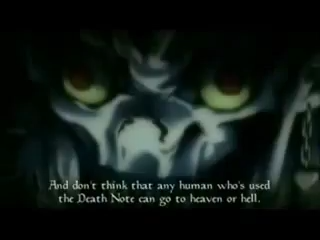 And don't think that any human who's used
the Death Note can go to heaven or hell.